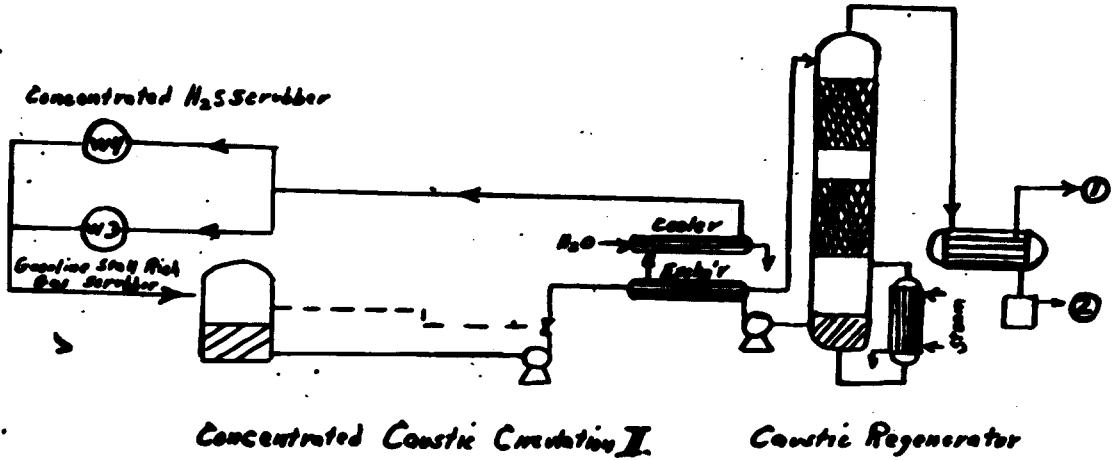 Concentrated H2S Scrubber
W4
W3
Gasoline Stall Rich
Gas Scrubber
H2O
Cooler
Exch'r
Steam
1
2
Concentrated Caustic Circulation II.
Caustic Regenerator